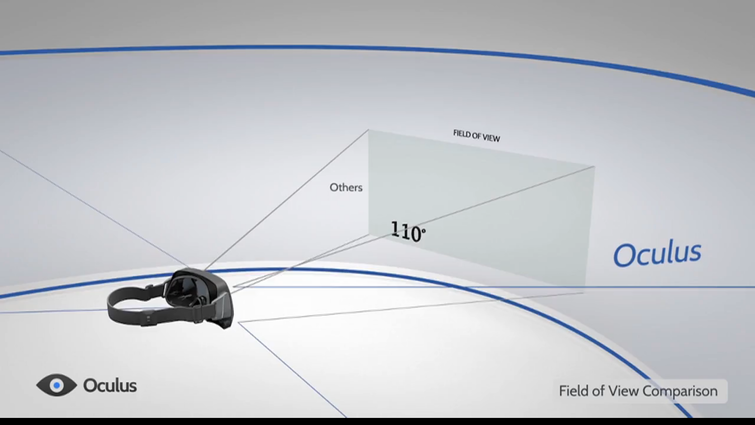 FIELD OF VIEW
Others
110°
Oculus
Oculus
Field of View Comparison